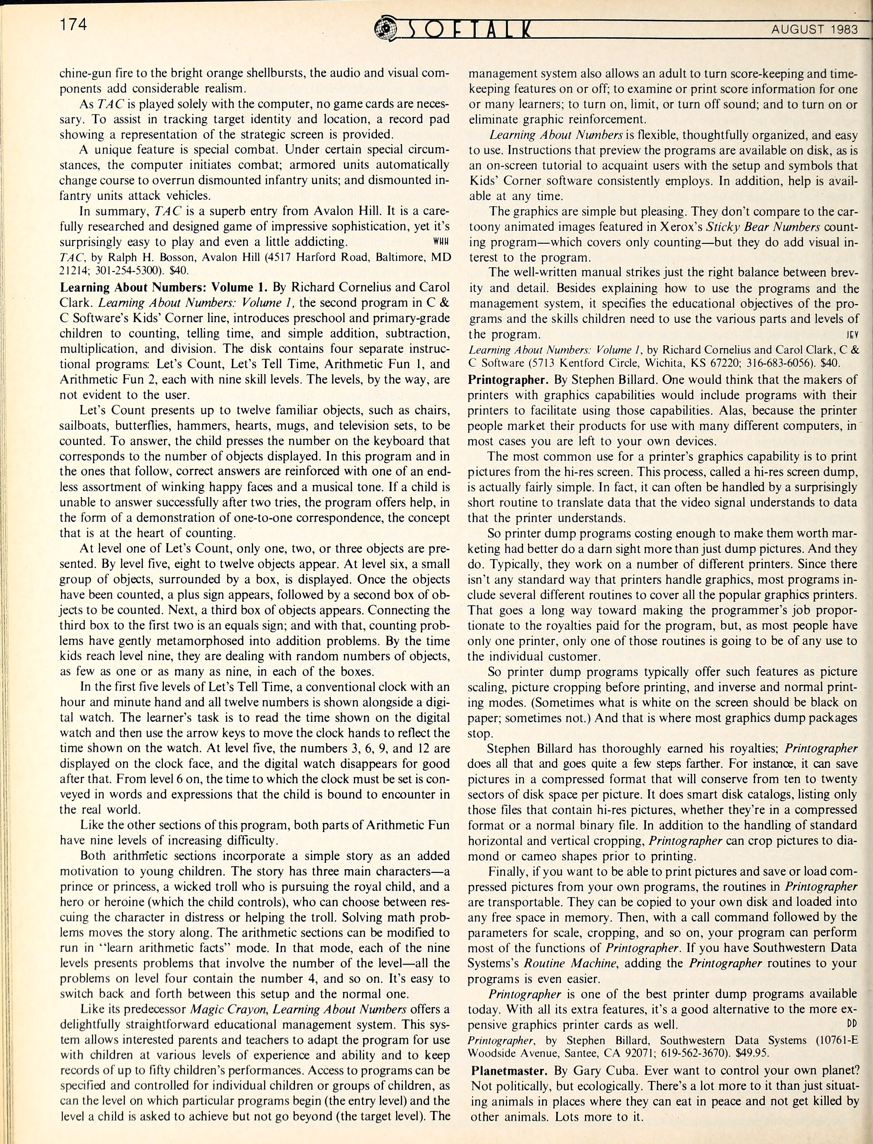 174
SOFTALK
AUGUST 1983
chine-gun fire to the bright orange shellbursts, the audio and visual com-
ponents add considerable realism.
As TAC is played solely with the computer, no game cards are neces-
sary. To assist in tracking target identity and location, a record pad
showing a representation of the strategic screen is provided.
A unique feature is special combat. Under certain special circum-
stances, the computer initiates combat; armored units automatically
change course to overrun dismounted infantry units; and dismounted in-
fantry units attack vehicles.
In summary, TAC is a superb entry from Avalon Hill. It is a care-
fully researched and designed game of impressive sophistication, yet it's
surprisingly easy to play and even a little addicting. WHH
TAC, by Ralph H. Bosson, Avalon Hill (4517 Harford Road, Baltimore, MD
21214; 301-254-5300). $40.
Learning About Numbers: Volume 1. By Richard Cornelius and Carol
Clark. Learning About Numbers: Volume 1, the second program in C &
C Software's Kids' Corner line, introduces preschool and primary-grade
children to counting, telling time, and simple addition, subtraction,
multiplication, and division. The disk contains four separate instruc-
tional programs: Let's Count, Let's Tell Time, Arithmetic Fun 1, and
Arithmetic Fun 2, each with nine skill levels. The levels, by the way, are
not evident to the user.
Let's Count presents up to twelve familiar objects, such as chairs,
sailboats, butterflies, hammers, hearts, mugs, and television sets, to be
counted. To answer, the child presses the number on the keyboard that
corresponds to the number of objects displayed. In this program and in
the ones that follow, correct answers are reinforced with one of an end-
less assortment of winking happy faces and a musical tone. If a child is
unable to answer successfully after two tries, the program offers help, in
the form of a demonstration of one-to-one correspondence, the concept
that is at the heart of counting.
At level one of Let's Count, only one, two, or three objects are pre-
sented. By level five, eight to twelve objects appear. At level six, a small
group of objects, surrounded by a box, is displayed. Once the objects
have been counted, a plus sign appears, followed by a second box of ob-
jects to be counted. Next, a third box of objects appears. Connecting the
third box to the first two is an equals sign; and with that, counting prob-
lems have gently metamorphosed into addition problems. By the time
kids reach level nine, they are dealing with random numbers of objects,
as few as one or as many as nine, in each of the boxes.
In the first five levels of Let's Tell Time, a conventional clock with an
hour and minute hand and all twelve numbers is shown alongside a digi-
tal watch. The learner's task is to read the time shown on the digital
watch and then use the arrow keys to move the clock hands to reflect the
time shown on the watch. At level five, the numbers 3, 6, 9, and 12 are
displayed on the clock face, and the digital watch disappears for good
after that. From level 6 on, the time to which the clock must be set is con-
veyed in words and expressions that the child is bound to encounter in
the real world.
Like the other sections of this program, both parts of Arithmetic Fun
have nine levels of increasing difficulty.
Both arithmetic sections incorporate a simple story as an added
motivation to young children. The story has three main characters—a
prince or princess, a wicked troll who is pursuing the royal child, and a
hero or heroine (which the child controls), who can choose between res-
cuing the character in distress or helping the troll. Solving math prob-
lems moves the story along. The arithmetic sections can be modified to
run in "learn arithmetic facts" mode. In that mode, each of the nine
levels presents problems that involve the number of the level—all the
problems on level four contain the number 4, and so on. It's easy to
switch back and forth between this setup and the normal one.
Like its predecessor Magic Crayon, Learning About Numbers offers a
delightfully straightforward educational management system. This sys-
tem allows interested parents and teachers to adapt the program for use
with children at various levels of experience and ability and to keep
records of up to fifty children's performances. Access to programs can be
specified and controlled for individual children or groups of children, as
can the level on which particular programs begin (the entry level) and the
level a child is asked to achieve but not go beyond (the target level). The
management system also allows an adult to turn score-keeping and time-
keeping features on or off; to examine or print score information for one
or many learners; to turn on, limit, or turn off sound; and to turn on or
eliminate graphic reinforcement.
Learning About Numbers is flexible, thoughtfully organized, and easy
to use. Instructions that preview the programs are available on disk, as is
an on-screen tutorial to acquaint users with the setup and symbols that
Kids' Corner software consistently employs. In addition, help is avail-
able at any time.
The graphics are simple but pleasing. They don't compare to the car-
toony animated images featured in Xerox's Sticky Bear Numbers count-
ing program—which covers only counting—but they do add visual in-
terest to the program.
The well-written manual strikes just the right balance between brev-
ity and detail. Besides explaining how to use the programs and the
management system, it specifies the educational objectives of the pro-
grams and the skills children need to use the various parts and levels of
the program.
Learning About Numbers: Volume 1, by Richard Cornelius and Carol Clark, C &
C Software (5713 Kentford Circle, Wichita, KS 67220; 316-683-6056). $40.
Printographer. By Stephen Billard. One would think that the makers of
printers with graphics capabilities would include programs with their
printers to facilitate using those capabilities. Alas, because the printer
people market their products for use with many different computers, in
most cases you are left to your own devices.
The most common use for a printer's graphics capability is to print
pictures from the hi-res screen. This process, called a hi-res screen dump,
is actually fairly simple. In fact, it can often be handled by a surprisingly
short routine to translate data that the video signal understands to data
that the printer understands.
So printer dump programs costing enough to make them worth mar-
keting had better do a darn sight more than just dump pictures. And they
do. Typically, they work on a number of different printers. Since there
isn't any standard way that printers handle graphics, most programs in-
clude several different routines to cover all the popular graphics printers.
That goes a long way toward making the programmer's job propor-
tionate to the royalties paid for the program, but, as most people have
only one printer, only one of those routines is going to be of any use to
the individual customer.
So printer dump programs typically offer such features as picture
scaling, picture cropping before printing, and inverse and normal print-
ing modes. (Sometimes what is white on the screen should be black on
paper; sometimes not.) And that is where most graphics dump packages
stop.
Stephen Billard has thoroughly earned his royalties; Printographer
does all that and goes quite a few steps farther. For instance, it can save
pictures in a compressed format that will conserve from ten to twenty
sectors of disk space per picture. It does smart disk catalogs, listing only
those files that contain hi-res pictures, whether they're in a compressed
format or a normal binary file. In addition to the handling of standard
horizontal and vertical cropping, Printographer can crop pictures to dia-
mond or cameo shapes prior to printing.
Finally, if you want to be able to print pictures and save or load com-
pressed pictures from your own programs, the routines in Printographer
are transportable. They can be copied to your own disk and loaded into
any free space in memory. Then, with a call command followed by the
parameters for scale, cropping, and so on, your program can perform
most of the functions of Printographer. If you have Southwestern Data
Systems's Routine Machine, adding the Printographer routines to your
programs is even easier.
Printographer is one of the best printer dump programs available
today. With all its extra features, it's a good alternative to the more ex-
pensive graphics printer cards as well. DD
Printographer, by Stephen Billard, Southwestern Data Systems (10761-E
Woodside Avenue, Santee, CA 92071; 619-562-3670). $49.95.
Planetmaster. By Gary Cuba. Ever want to control your own planet?
Not politically, but ecologically. There's a lot more to it than just situat-
ing animals in places where they can eat in peace and not get killed by
other animals. Lots more to it.